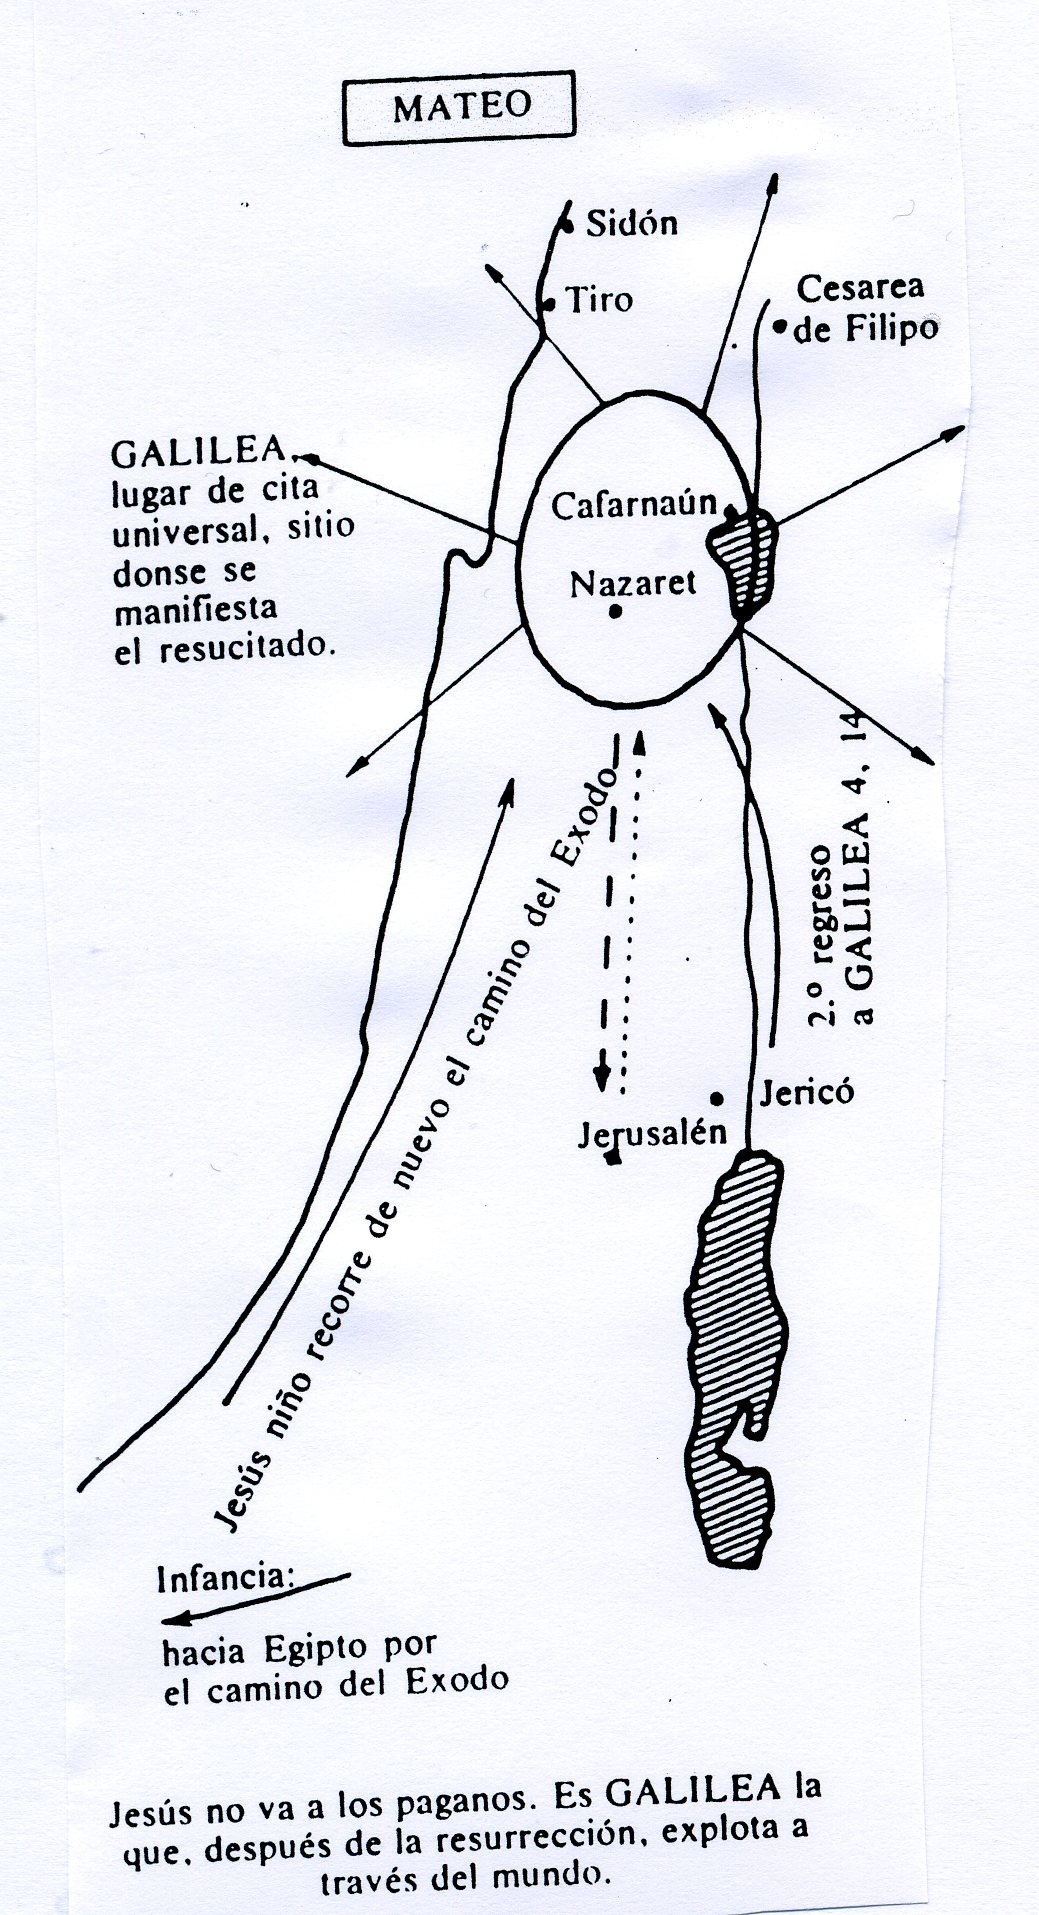 MATEO
Sidón
Tiro
Cesarea
de Filipo
GALILEA,
lugar de cita
universal, sitio
donse se
manifiesta
el resucitado.
Cafarnaún
Nazaret
Jesús niño recorre de nuevo el camino del Exodo
2.º regreso
a GALILEA 4, 14
Jericó
Jerusalén
Infancia:
hacia Egipto por
el camino del Exodo
Jesús no va a los paganos. Es GALILEA la
que, después de la resurrección, explota a
través del mundo.